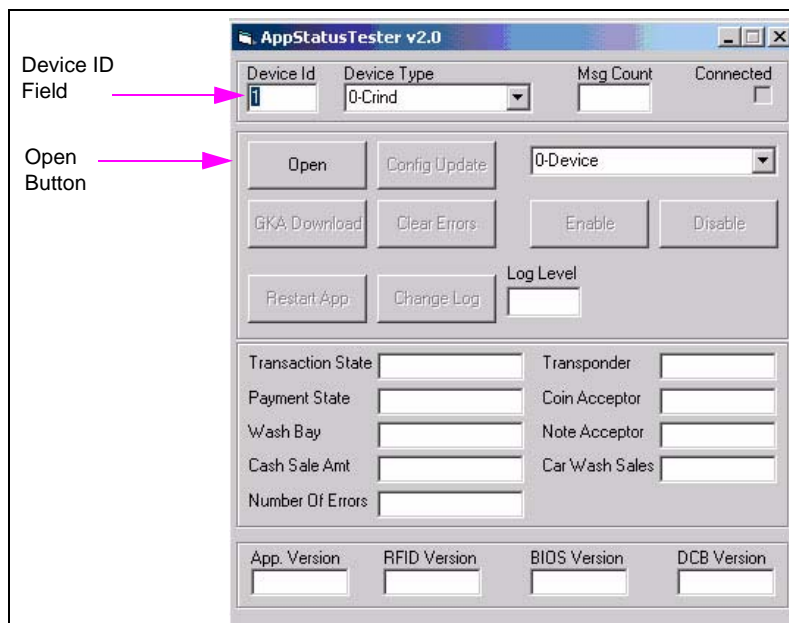 AppStatusTester v2.0
Device ID
Field
Device Id Device Type Msg Count Connected
1 0-Crind
Open
Button
Open Config Update 0-Device
GKA Download Clear Errors Enable Disable
Log Level
Restart App Change Log
Transaction State Transponder
Payment State Coin Acceptor
Wash Bay Note Acceptor
Cash Sale Amt Car Wash Sales
Number Of Errors
App. Version RFID Version BIOS Version DCB Version